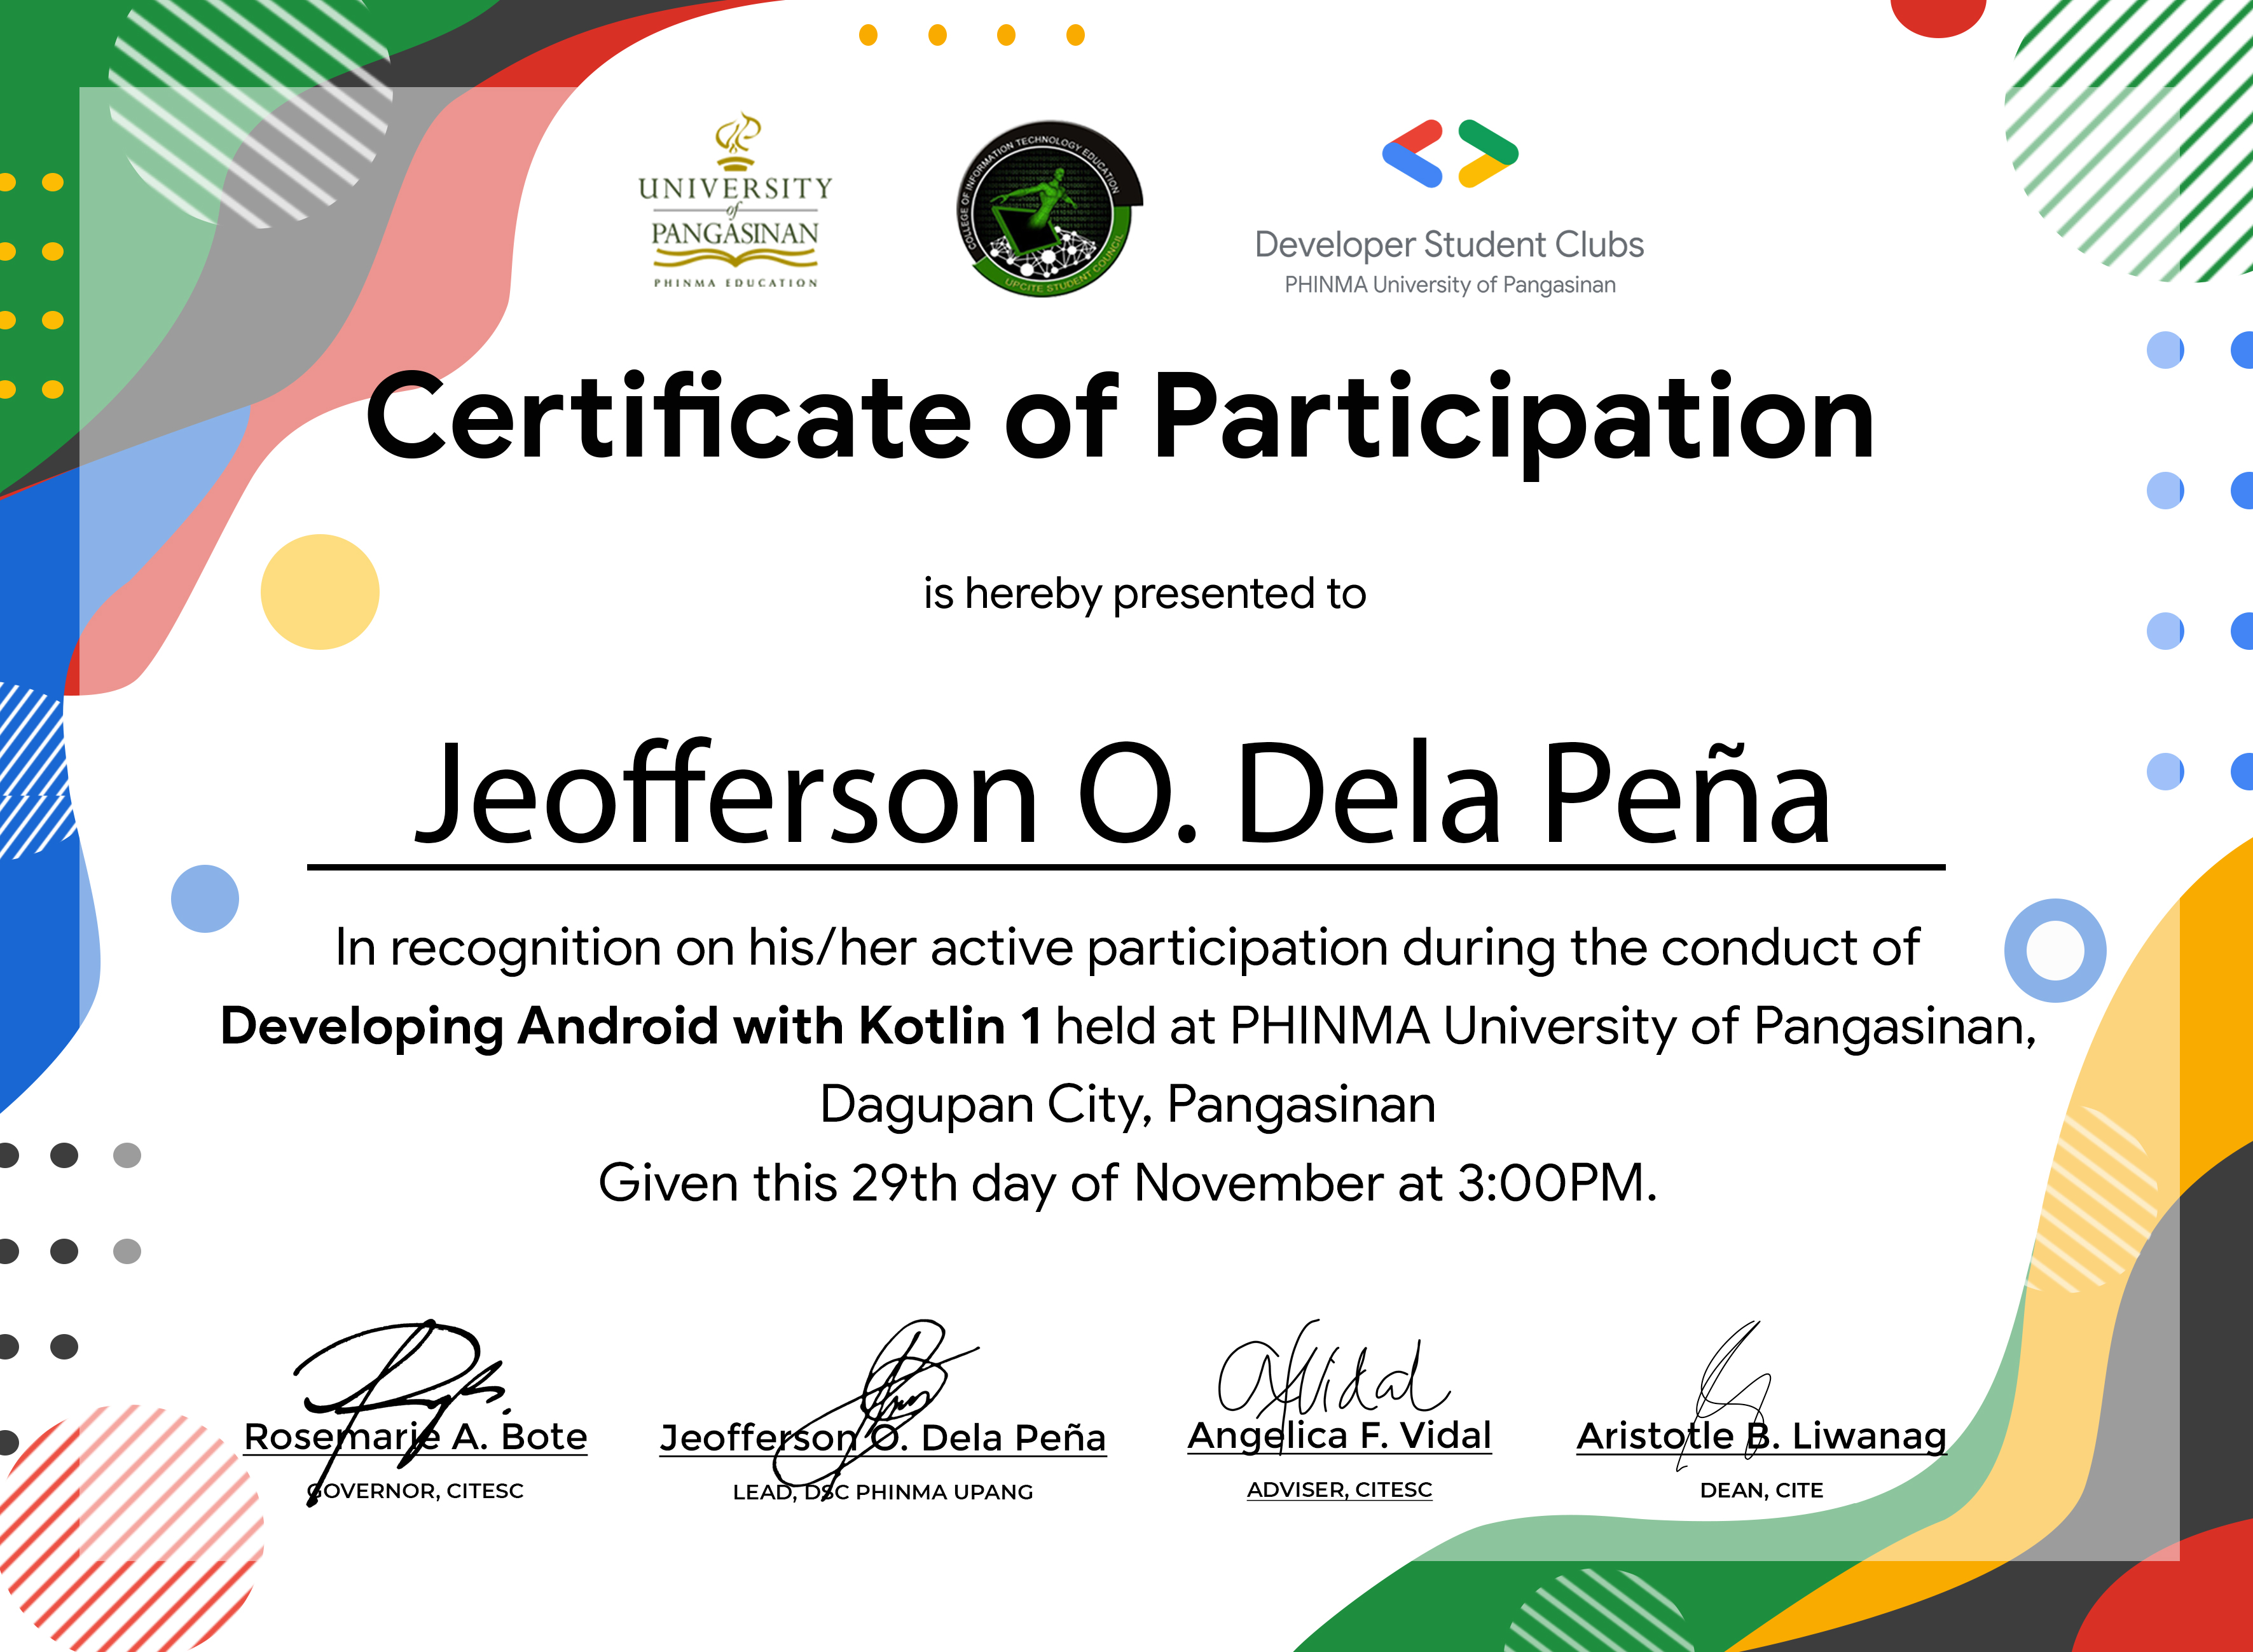 UNIVERSITY
of
PANGASINAN
PHINMA EDUCATION
COLLEGE OF INFORMATION TECHNOLOGY EDUCATION
UPCITE STUDENT COUNCIL
Developer Student Clubs
PHINMA University of Pangasinan
Certificate of Participation
is hereby presented to
Jeofferson O. Dela Peña
In recognition on his/her active participation during the conduct of
Developing Android with Kotlin 1 held at PHINMA University of Pangasinan,
Dagupan City, Pangasinan
Given this 29th day of November at 3:00PM.
Rosemarie A. Bote
GOVERNOR, CITESC
Jeofferson O. Dela Peña
LEAD, DSC PHINMA UPANG
AVidal
Angelica F. Vidal
ADVISER, CITESC
Aristotle B. Liwanag
DEAN, CITE